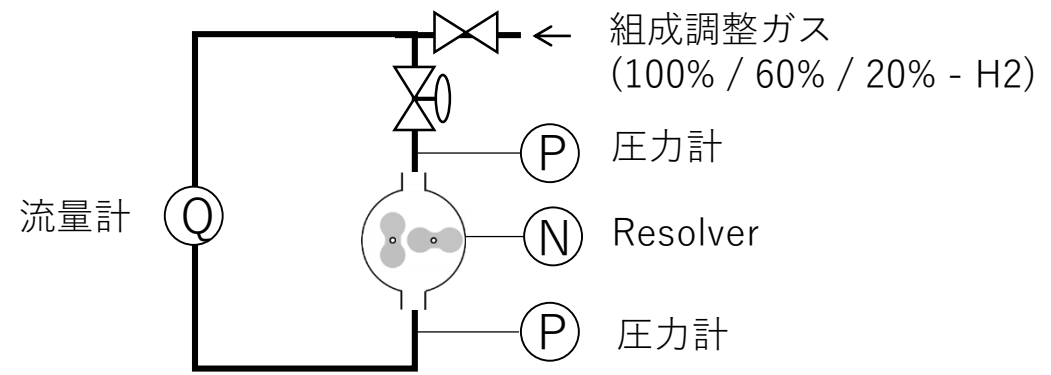 組成調整ガス
(100% / 60% / 20% - H2)
P 圧力計
流量計 Q
N Resolver
P 圧力計